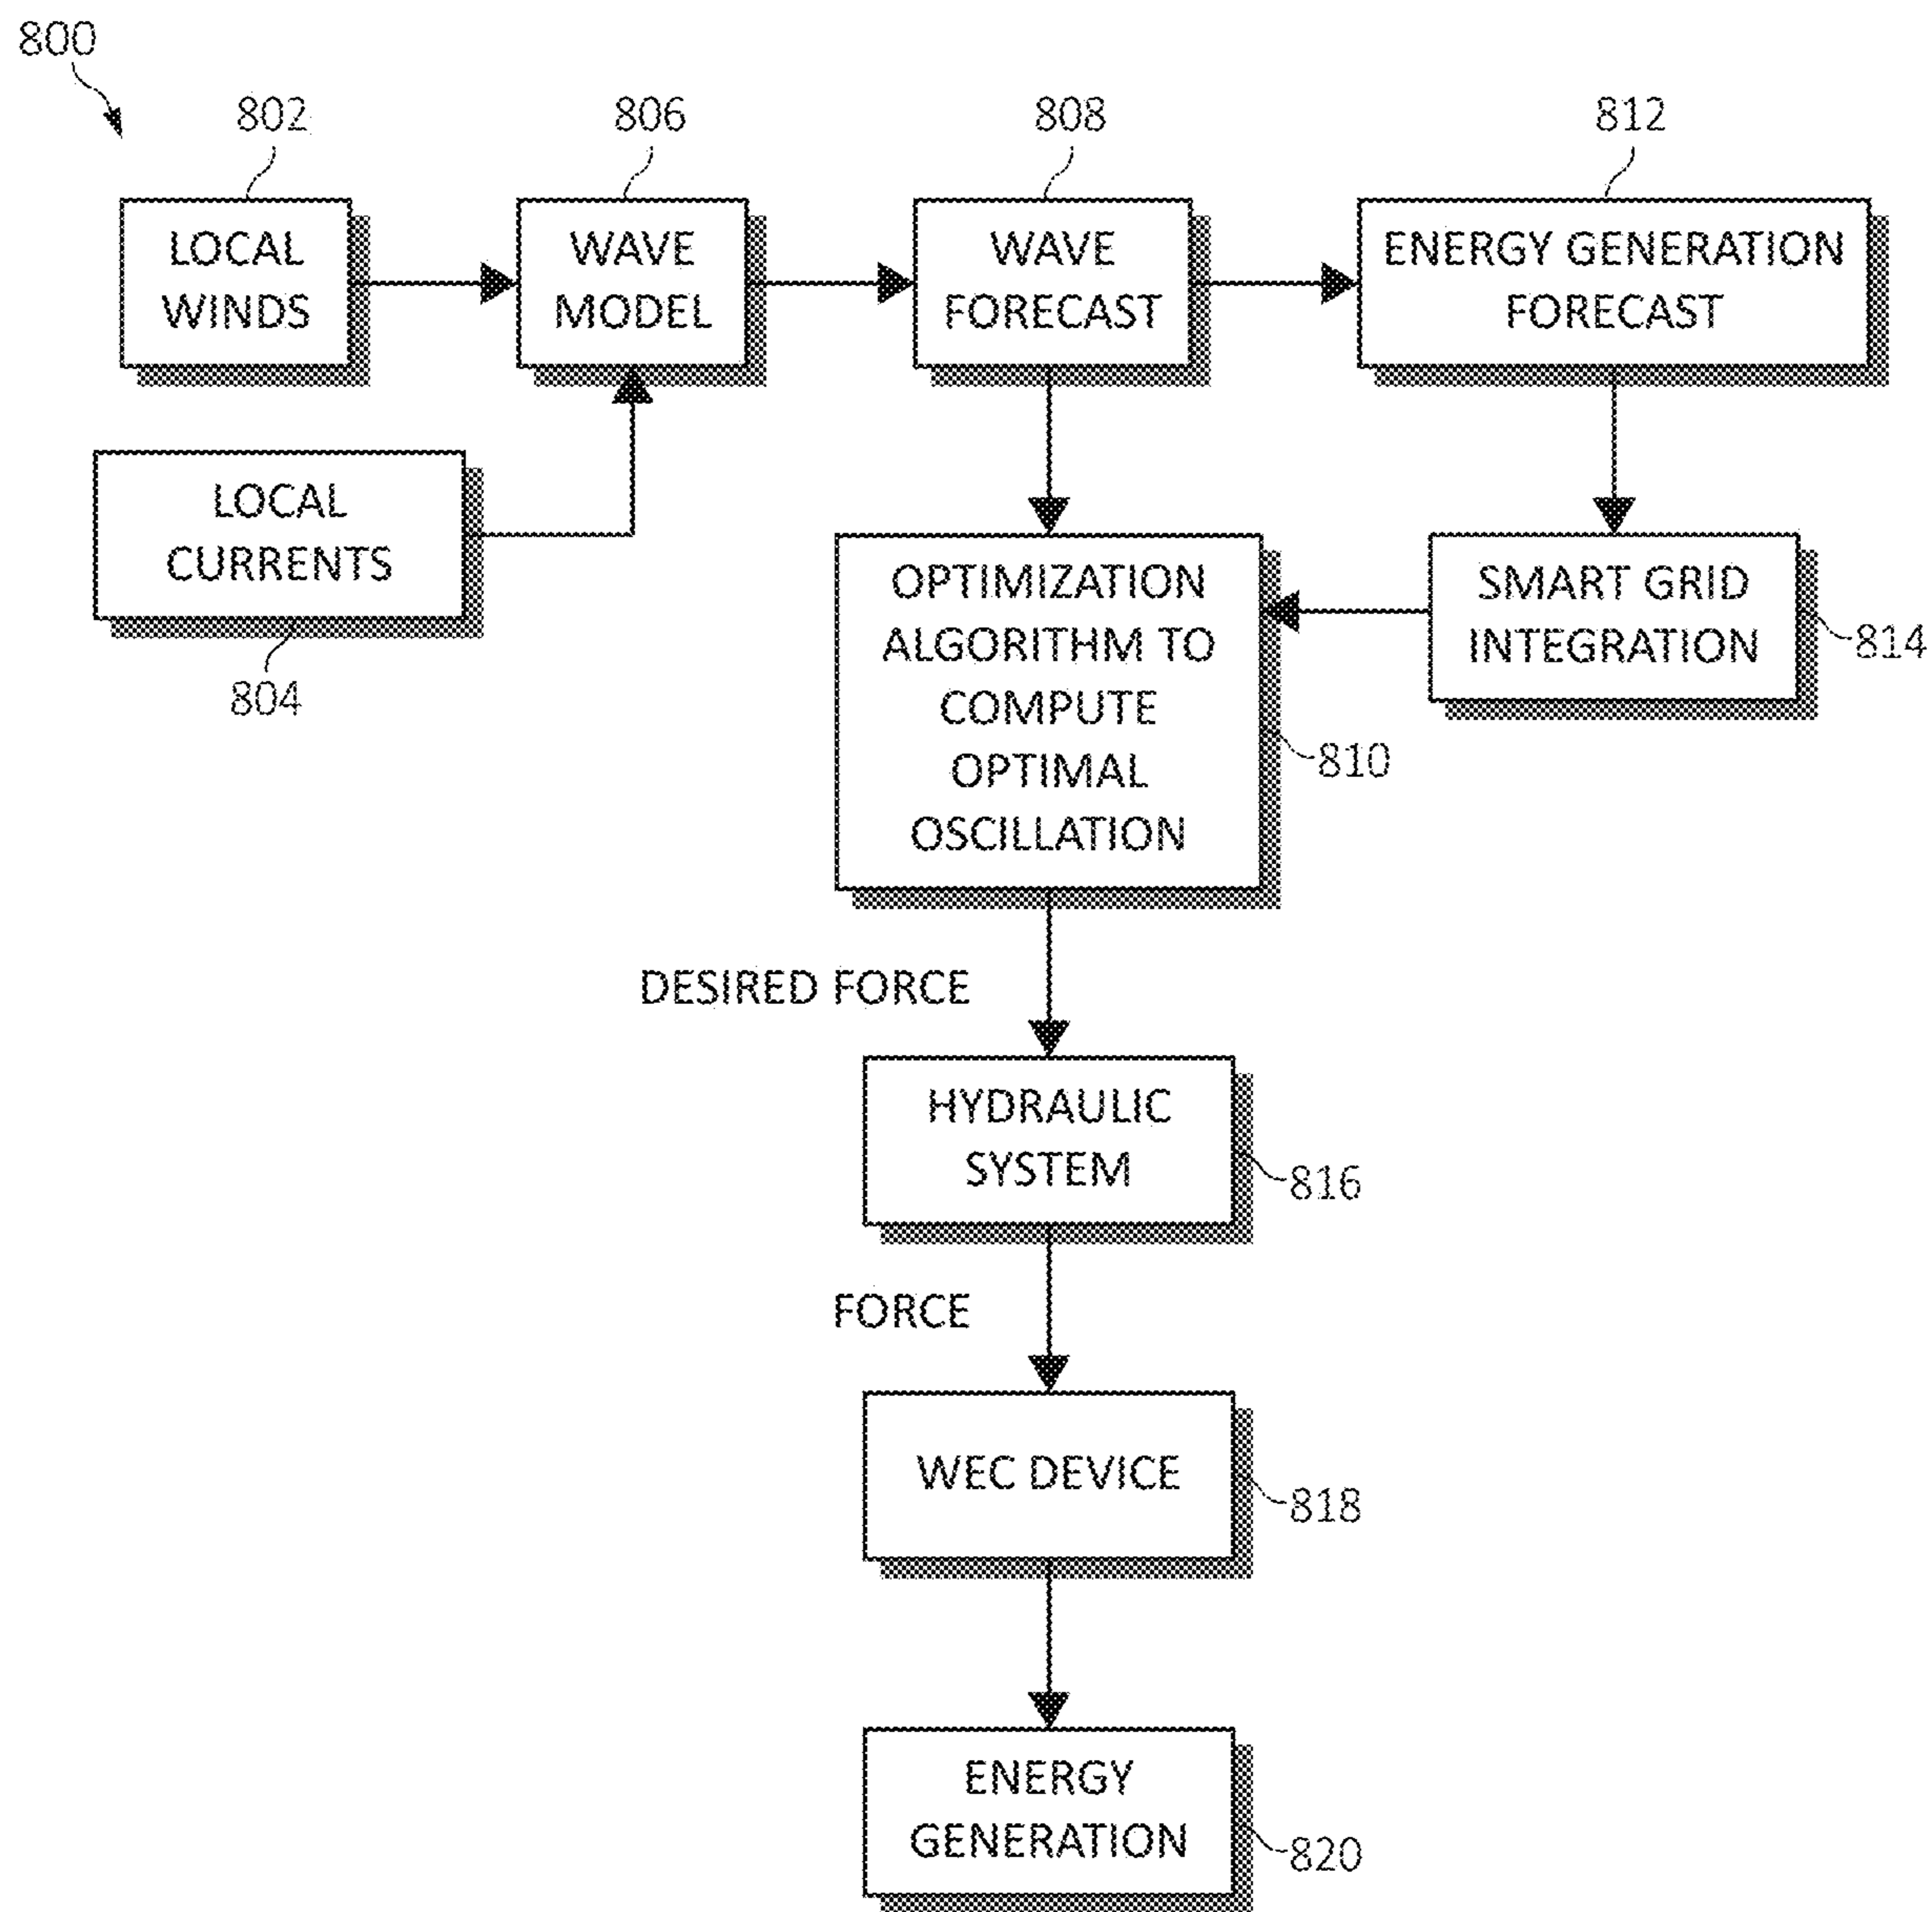 800
802
806
808
812
LOCAL
WINDS
WAVE
MODEL
WAVE
FORECAST
ENERGY GENERATION
FORECAST
LOCAL
CURRENTS
804
OPTIMIZATION
ALGORITHM TO
COMPUTE
OPTIMAL
OSCILLATION
810
SMART GRID
INTEGRATION
814
DESIRED FORCE
HYDRAULIC
SYSTEM
816
FORCE
WEC DEVICE
818
ENERGY
GENERATION
820